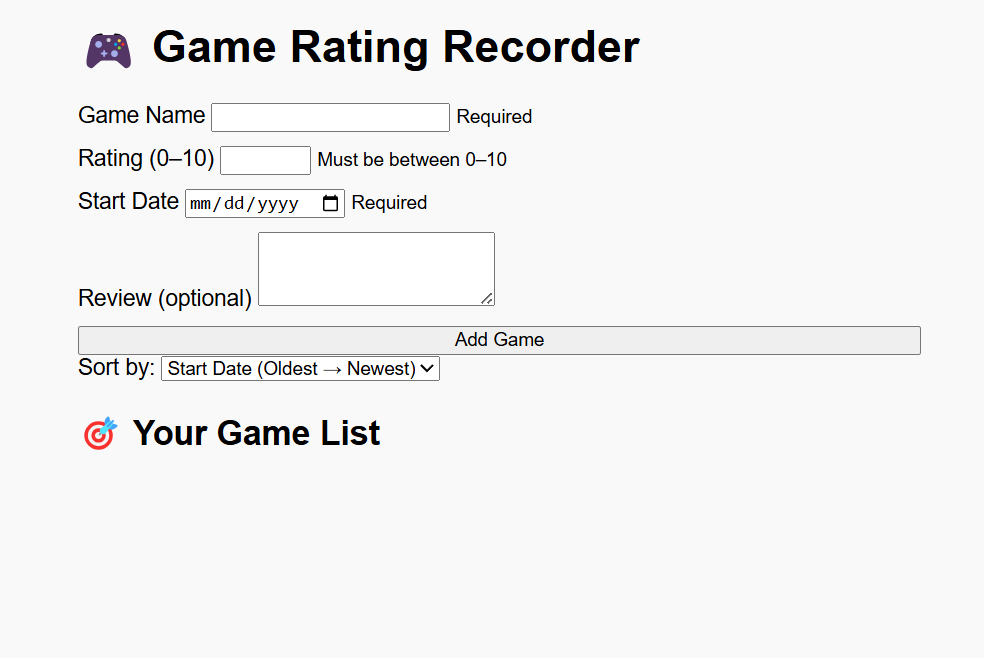 Game Rating Recorder
Game Name Required
Rating (0–10) Must be between 0–10
Start Date mm/dd/yyyy Required
Review (optional)
Add Game
Sort by: Start Date (Oldest → Newest)
Your Game List